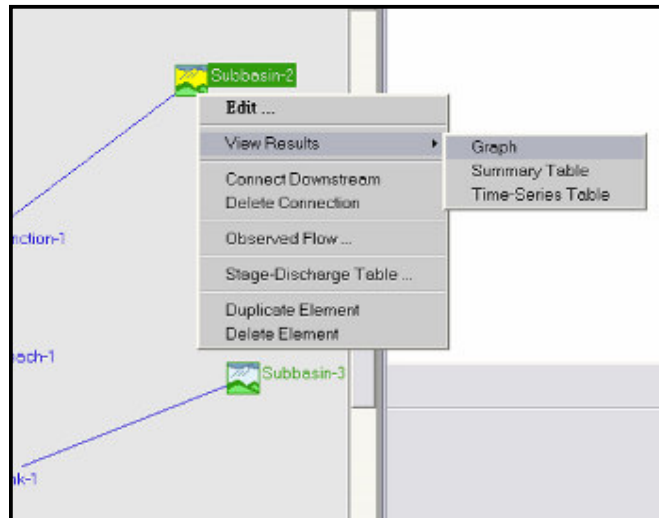 Subbasin-2
Edit ...
View Results
Graph
Summary Table
Time-Series Table
Connect Downstream
Delete Connection
Observed Flow ...
Stage-Discharge Table ...
Duplicate Element
Delete Element
nction-1
ach-1
Subbasin-3
nk-1